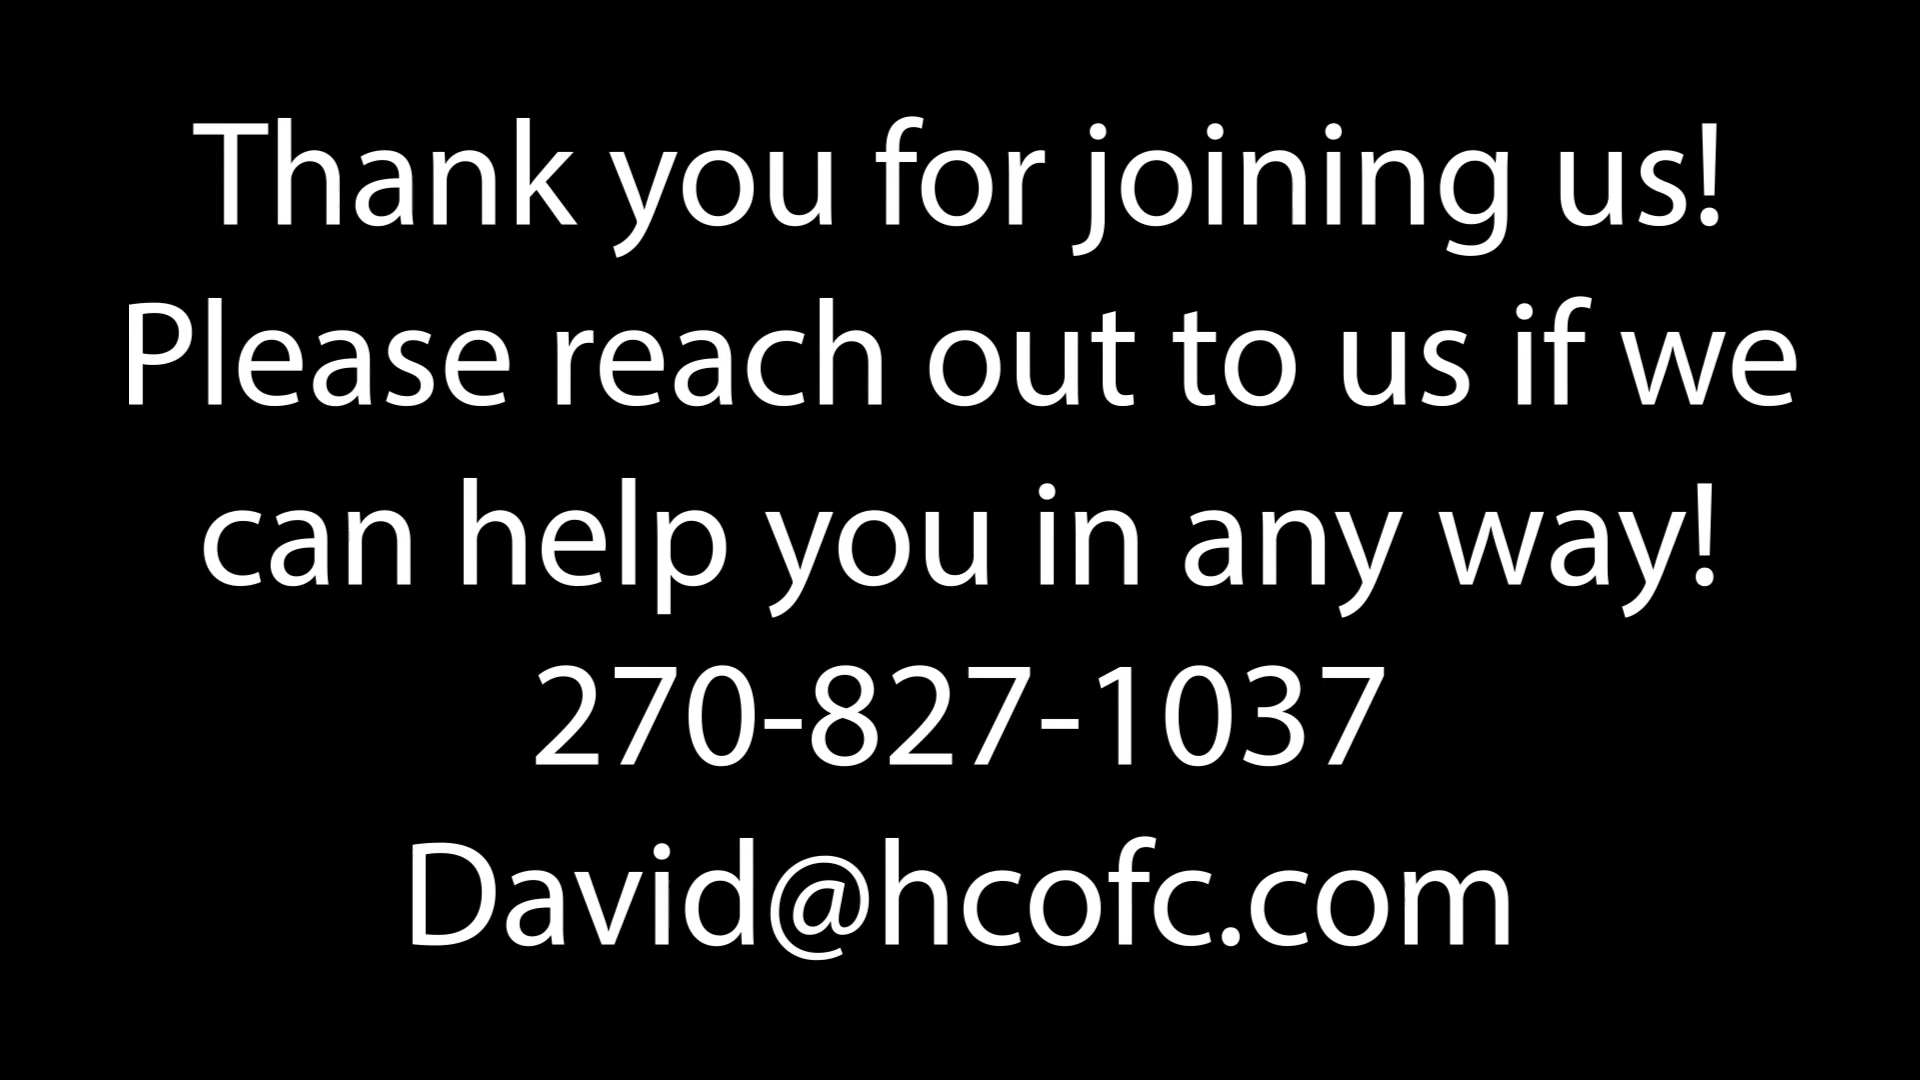 Thank you for joining us!
Please reach out to us if we
can help you in any way!
270-827-1037
David@hcofc.com